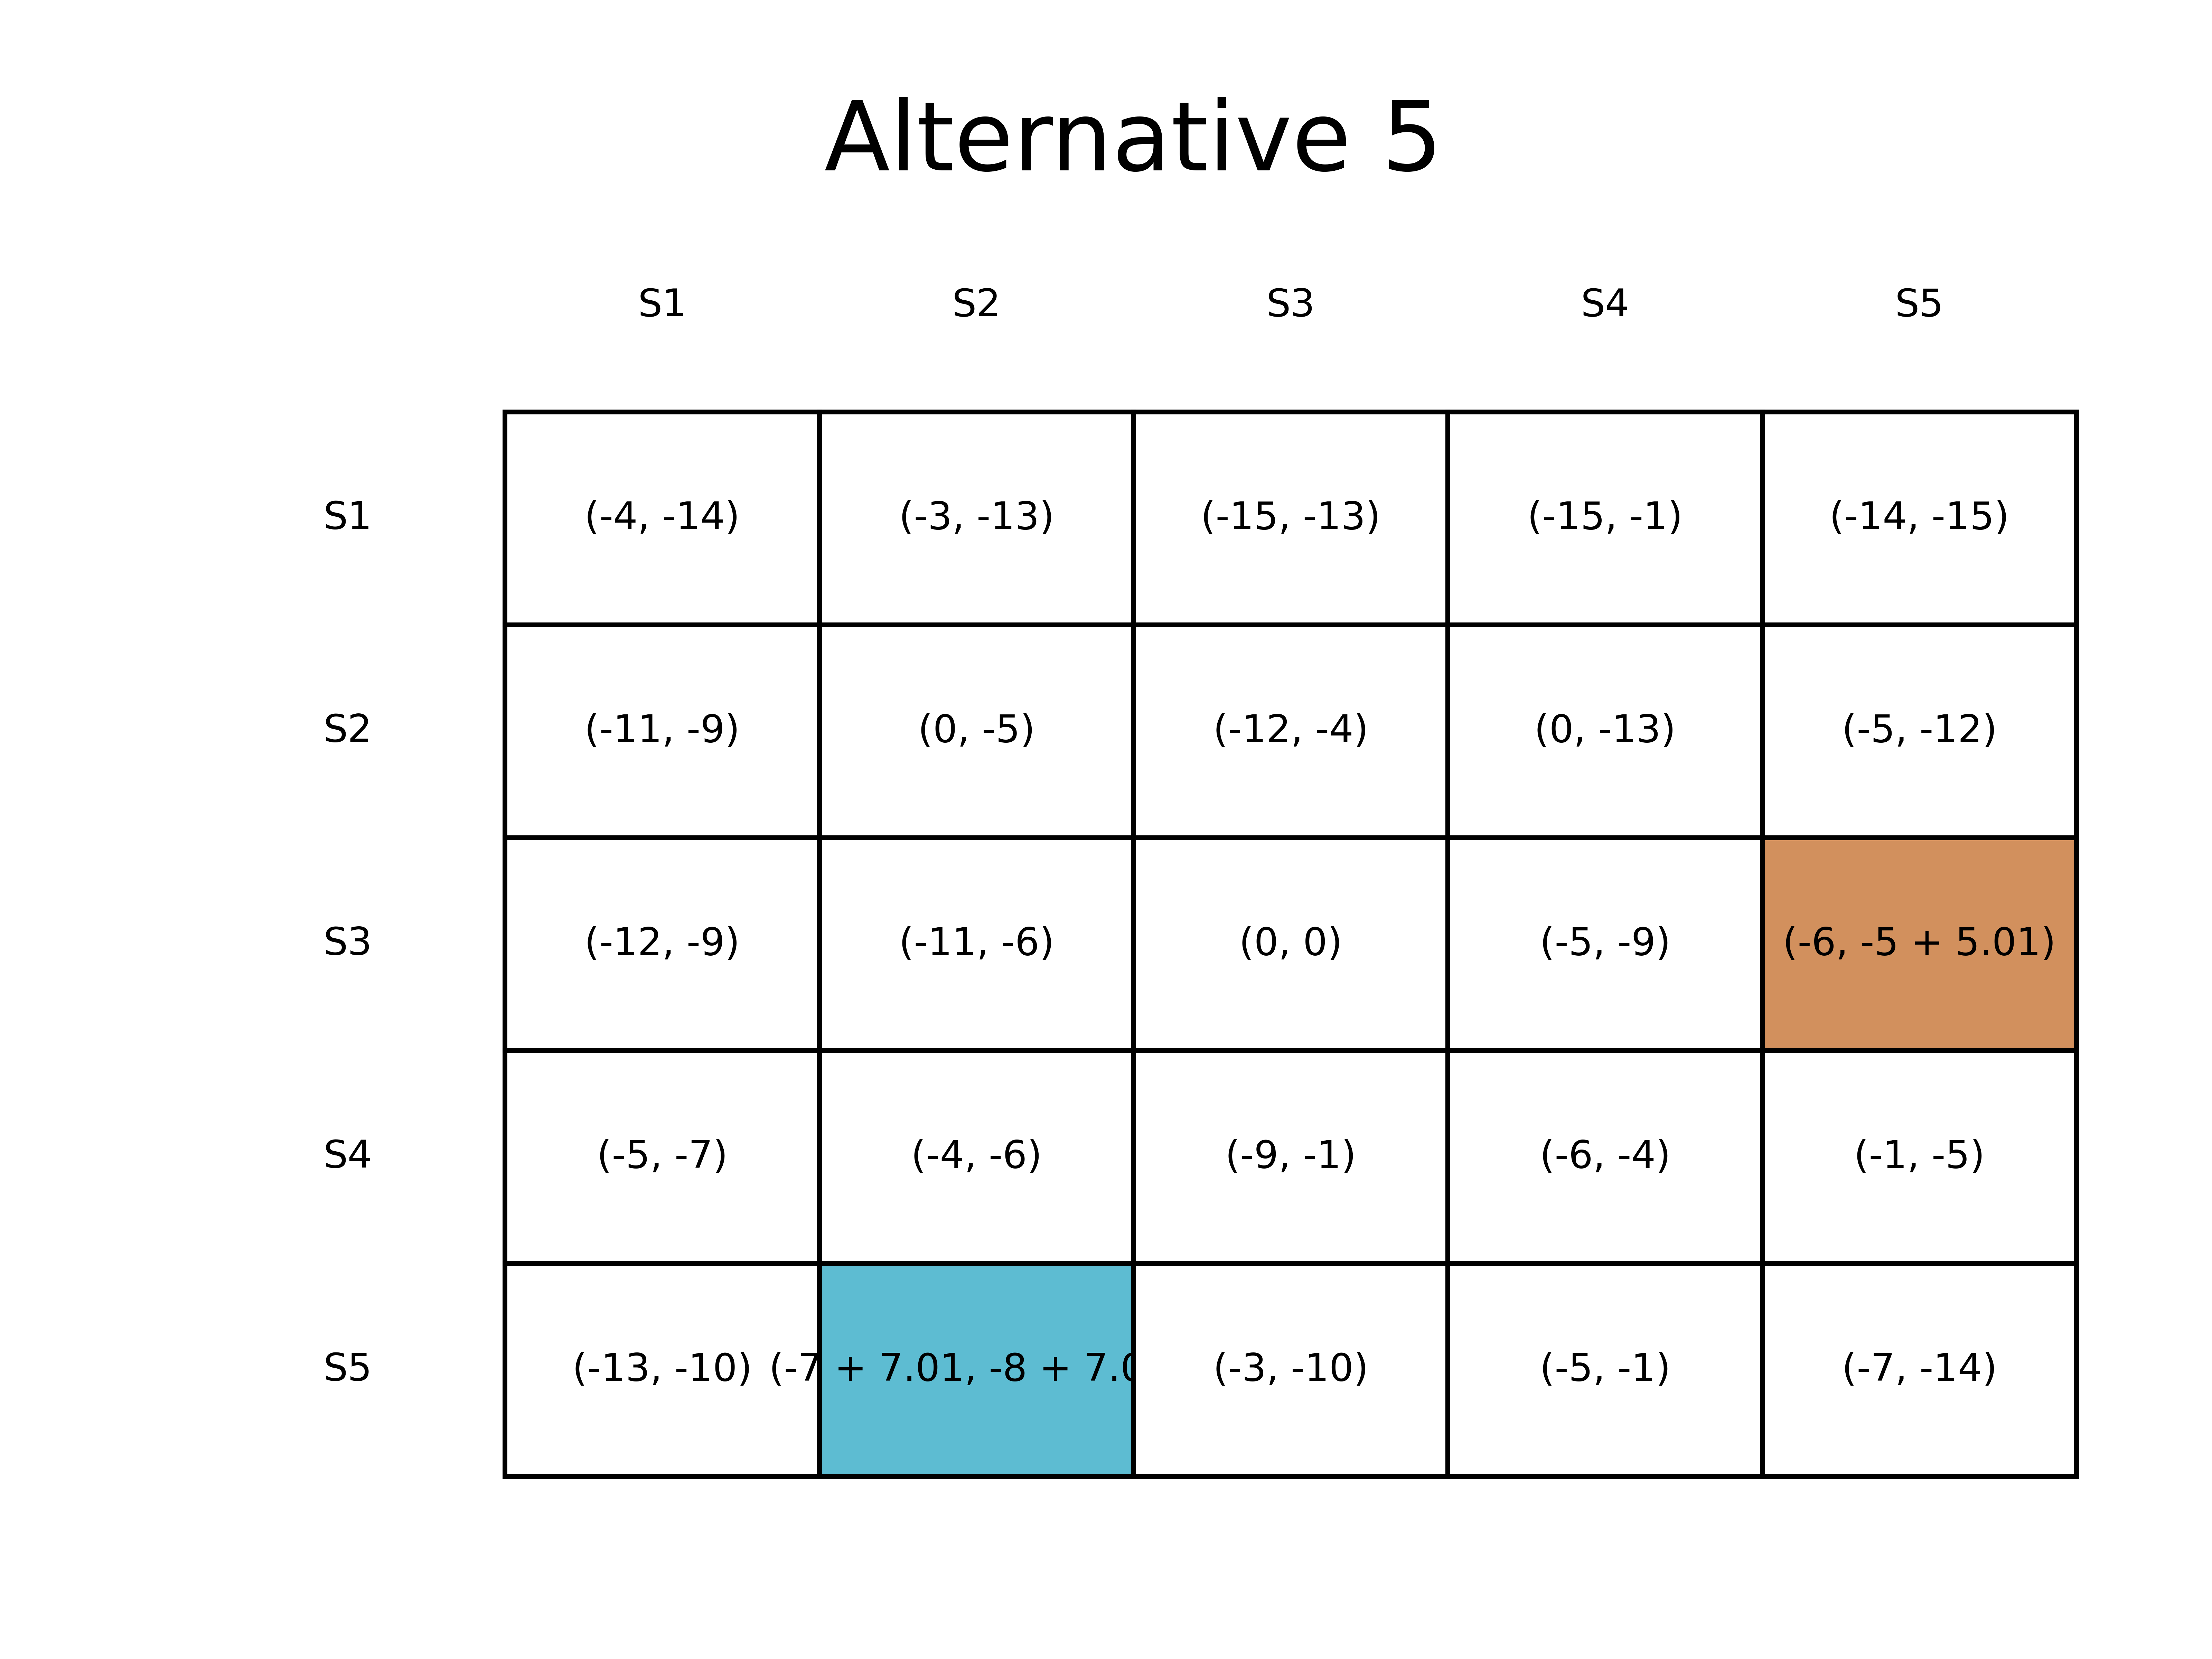 Alternative 5
S1 S2 S3 S4 S5
S1 (-4, -14) (-3, -13) (-15, -13) (-15, -1) (-14, -15)
S2 (-11, -9) (0, -5) (-12, -4) (0, -13) (-5, -12)
S3 (-12, -9) (-11, -6) (0, 0) (-5, -9) (-6, -5 + 5.01)
S4 (-5, -7) (-4, -6) (-9, -1) (-6, -4) (-1, -5)
S5 (-13, -10) (-7 + 7.01, -8 + 7.0 (-3, -10) (-5, -1) (-7, -14)